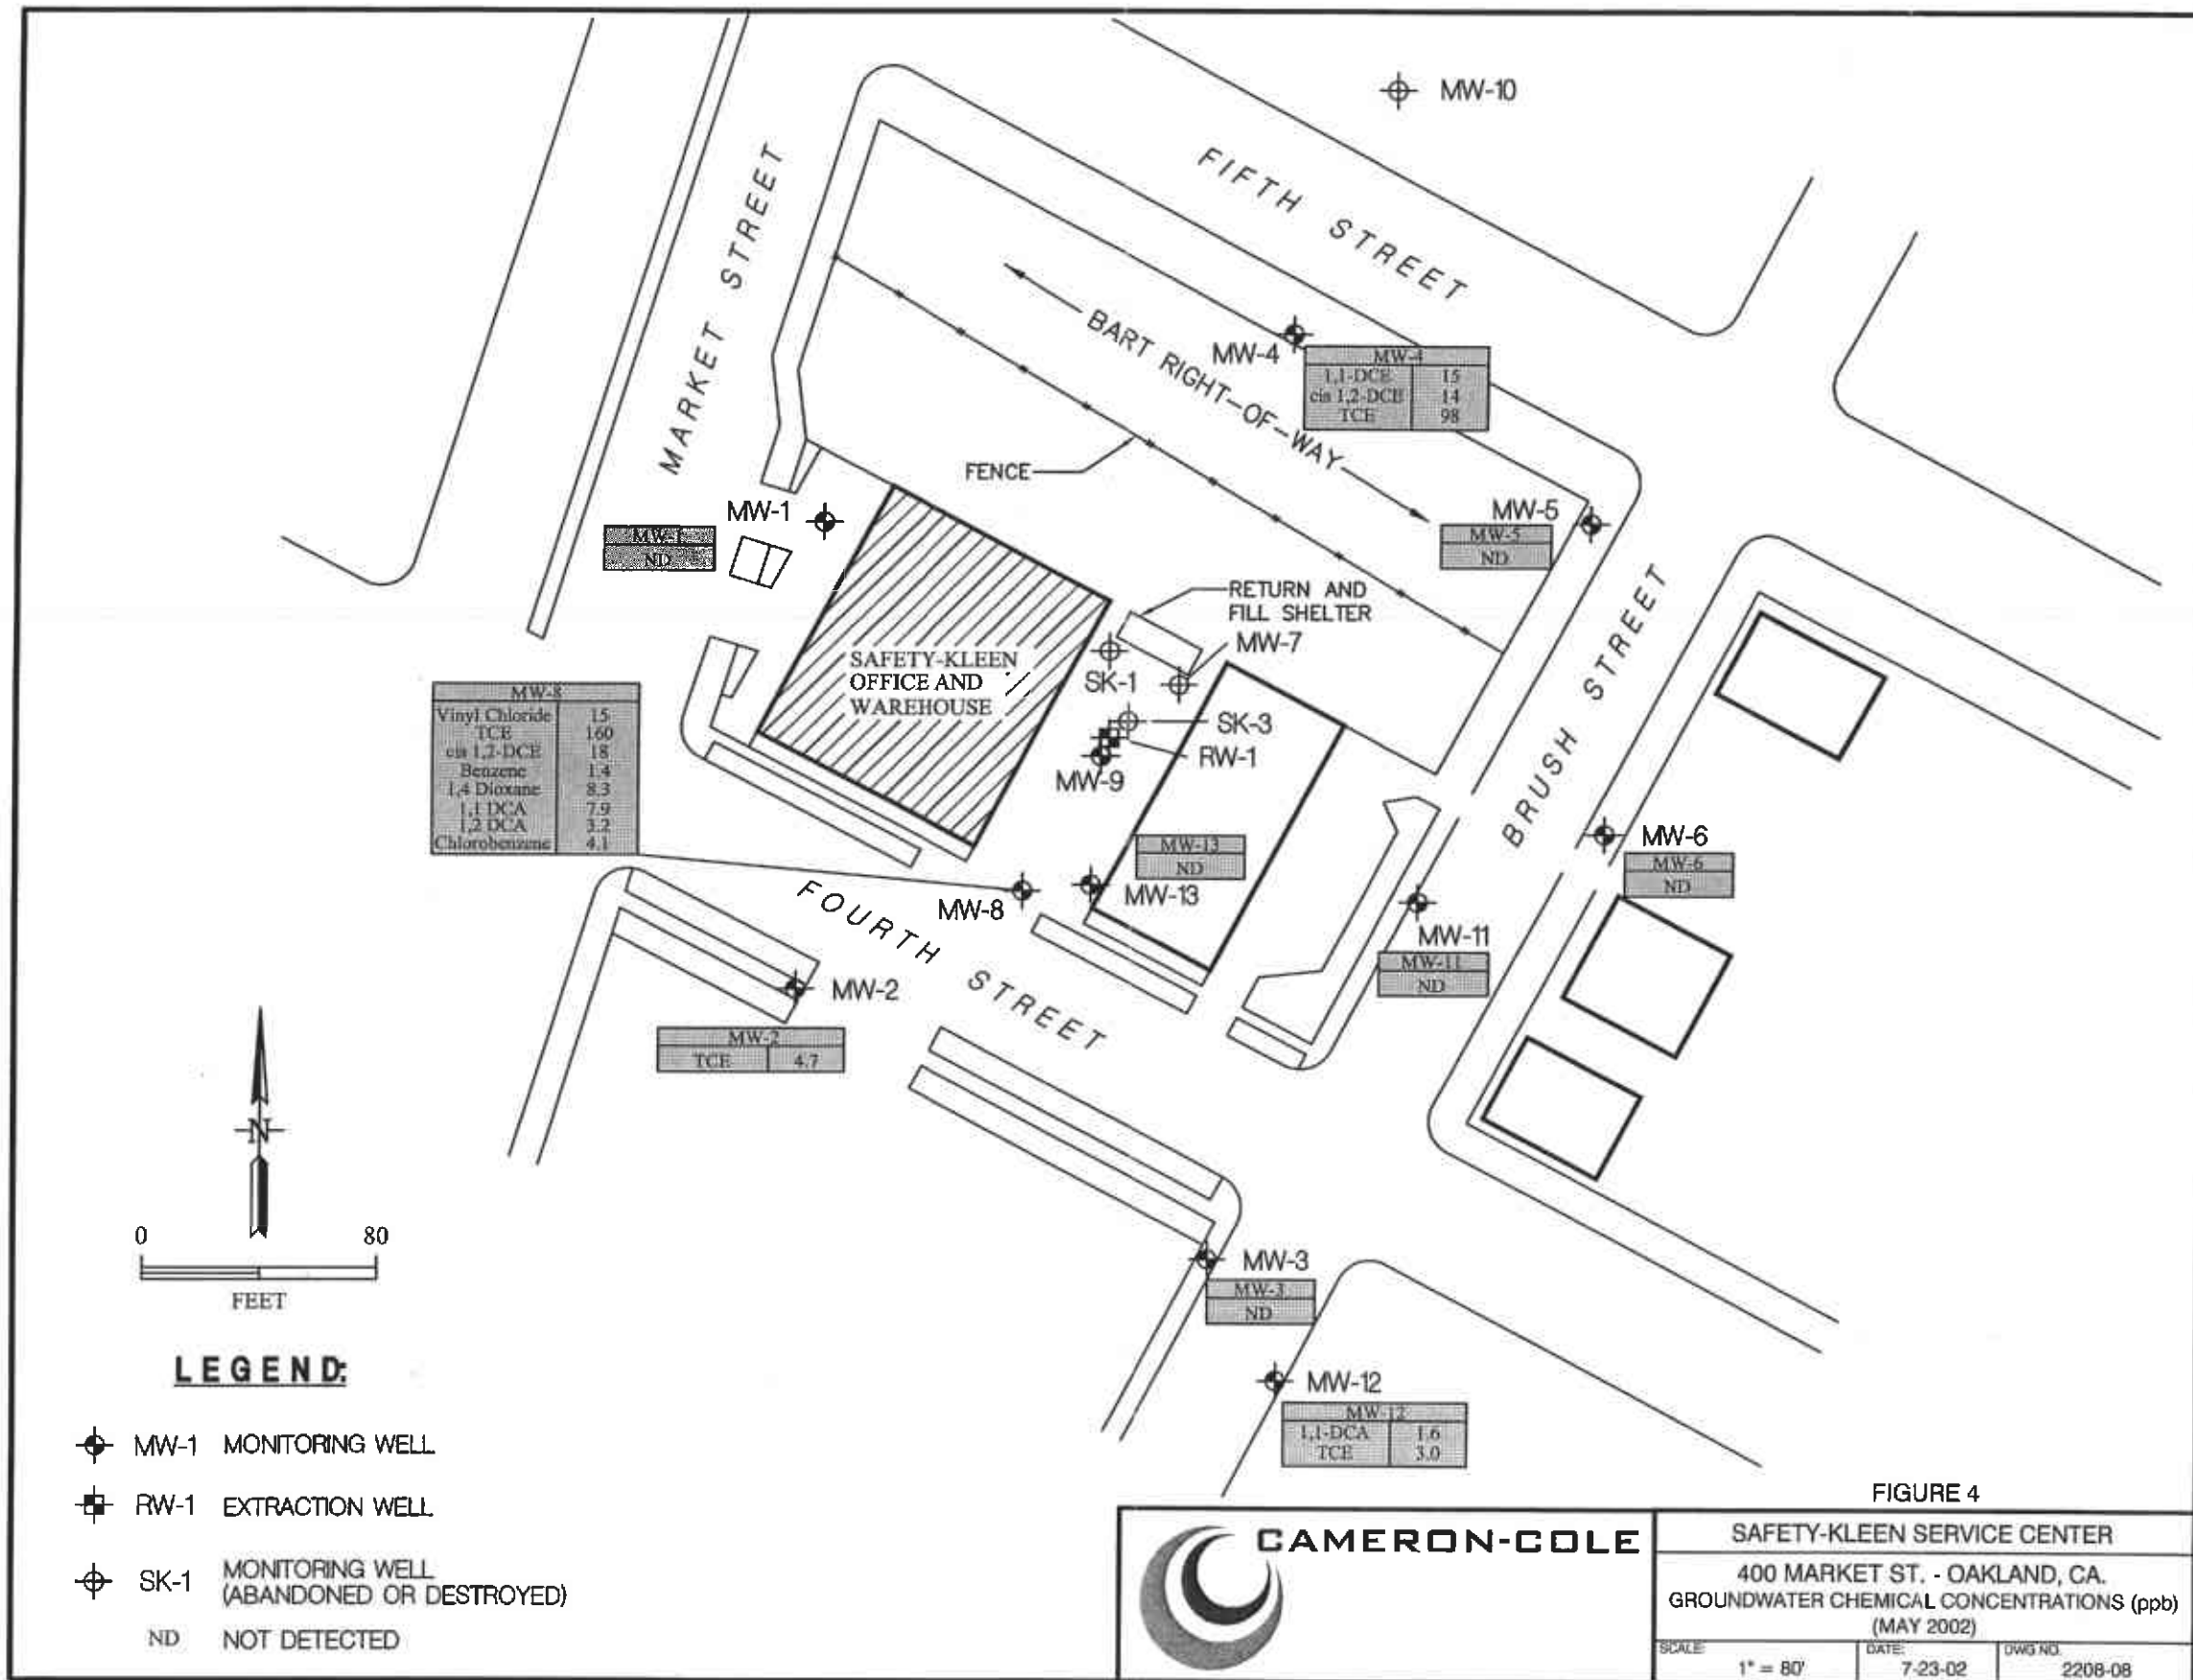 MW-10
FIFTH STREET
MARKET STREET
BART RIGHT-OF-WAY
MW-4
MW-4
1,1-DCE 15
cis 1,2-DCE 14
TCE 98
FENCE
MW-1
MW-1
ND
MW-5
MW-5
ND
RETURN AND
FILL SHELTER
MW-7
SK-1
SAFETY-KLEEN
OFFICE AND
WAREHOUSE
SK-3
RW-1
MW-9
BRUSH STREET
MW-8
Vinyl Chloride 15
TCE 160
cis 1,2-DCE 18
Benzene 1.4
1,4 Dioxane 8.3
1,1 DCA 7.9
1,2 DCA 3.2
Chlorobenzene 4.1
MW-6
MW-6
ND
MW-13
ND
MW-13
MW-8
FOURTH STREET
MW-11
MW-11
ND
MW-2
MW-2
TCE 4.7
N
0 80
FEET
MW-3
MW-3
ND
MW-12
MW-12
1,1-DCA 1.6
TCE 3.0
LEGEND:
MW-1 MONITORING WELL
RW-1 EXTRACTION WELL
SK-1 MONITORING WELL
(ABANDONED OR DESTROYED)
ND NOT DETECTED
FIGURE 4
CAMERON-COLE
SAFETY-KLEEN SERVICE CENTER
400 MARKET ST. - OAKLAND, CA.
GROUNDWATER CHEMICAL CONCENTRATIONS (ppb)
(MAY 2002)
SCALE: 1" = 80'
DATE: 7-23-02
DWG NO. 2208-08